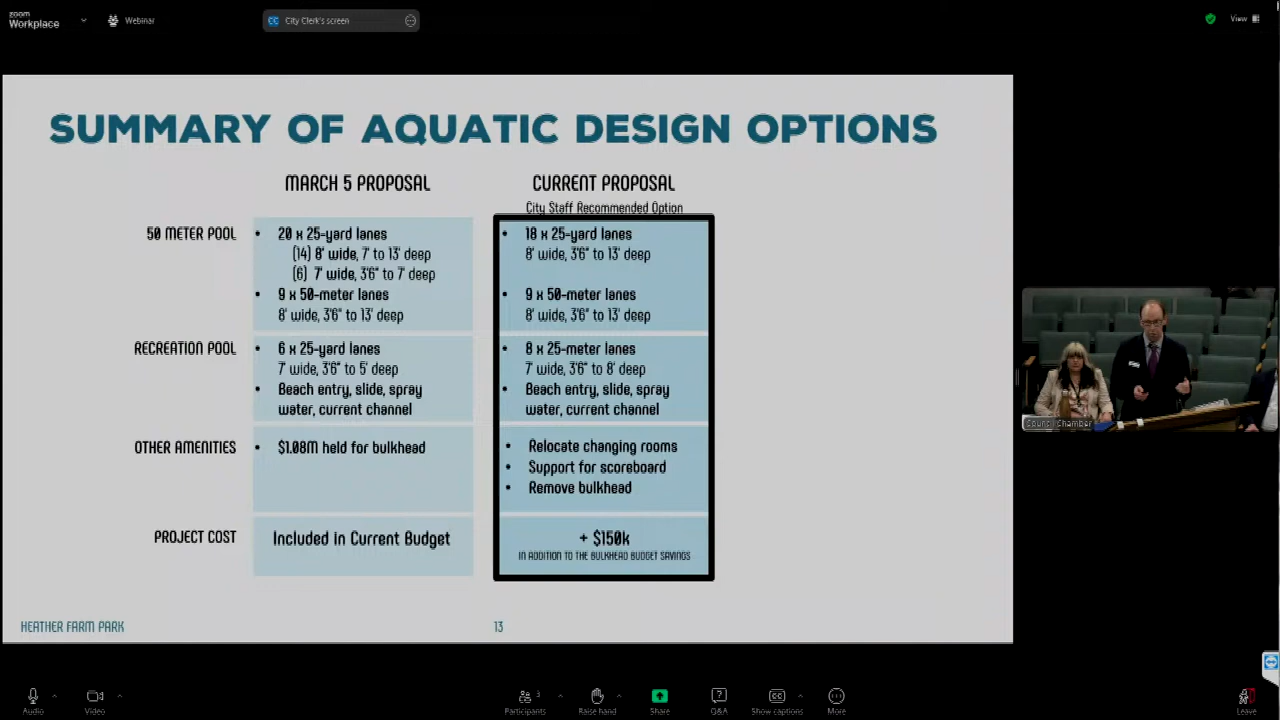 zoom
Workplace
Webinar
CC City Clerk's screen
View
SUMMARY OF AQUATIC DESIGN OPTIONS
MARCH 5 PROPOSAL
CURRENT PROPOSAL
City Staff Recommended Option
50 METER POOL
• 20 x 25-yard lanes
(14) 8' wide, 7' to 13' deep
(6) 7' wide, 3'6" to 7' deep
• 9 x 50-meter lanes
8' wide, 3'6" to 13' deep
• 18 x 25-yard lanes
8' wide, 3'6" to 13' deep
• 9 x 50-meter lanes
8' wide, 3'6" to 13' deep
RECREATION POOL
• 6 x 25-yard lanes
7' wide, 3'6" to 5' deep
• Beach entry, slide, spray
water, current channel
• 8 x 25-meter lanes
7' wide, 3'6" to 8' deep
• Beach entry, slide, spray
water, current channel
OTHER AMENITIES
• $1.08M held for bulkhead
• Relocate changing rooms
• Support for scoreboard
• Remove bulkhead
PROJECT COST
Included in Current Budget
+ $150k
IN ADDITION TO THE BULKHEAD BUDGET SAVINGS
HEATHER FARM PARK
13
Council Chamber
Audio
Video
Participants
3
Raise hand
Share
Q&A
CC
Show captions
More
Leave